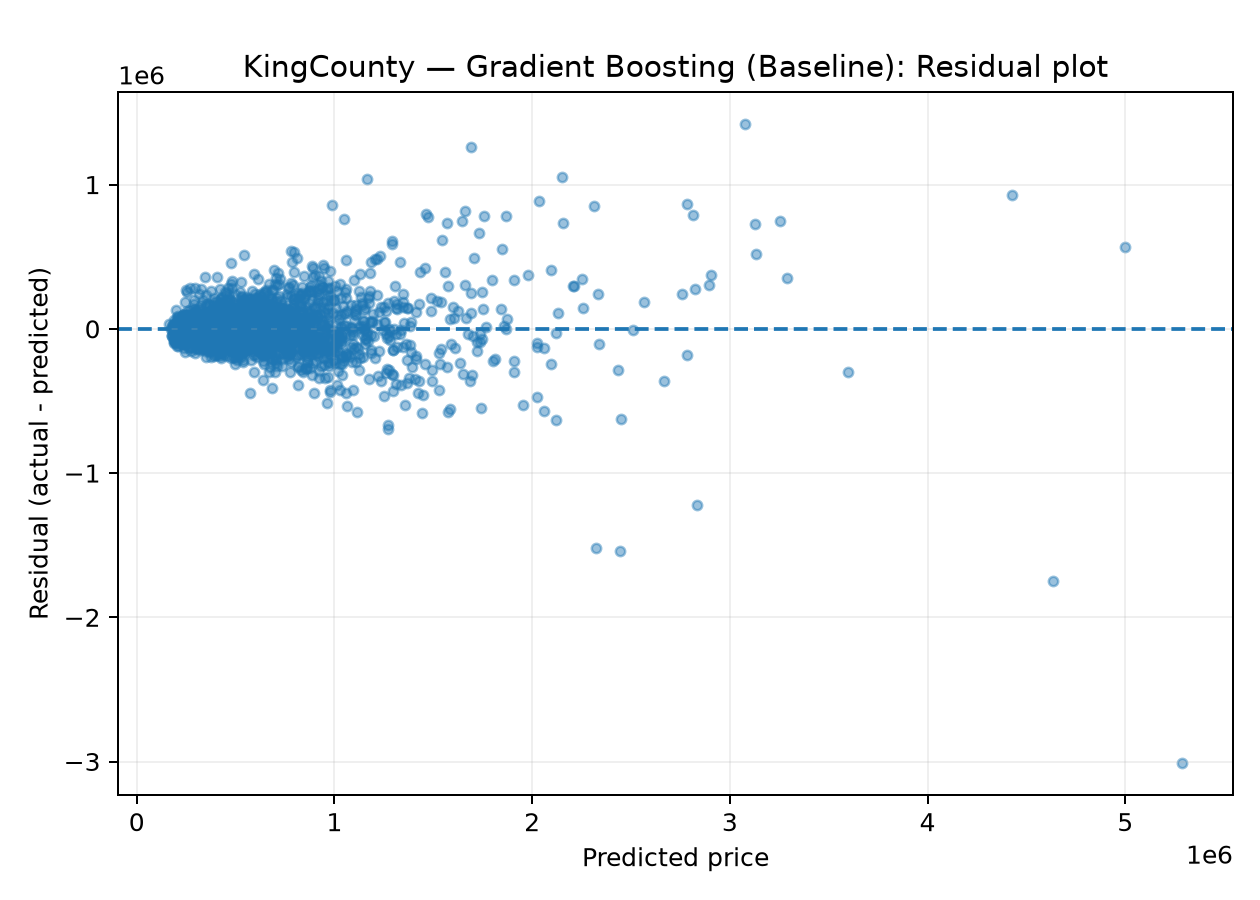 KingCounty — Gradient Boosting (Baseline): Residual plot
1e6
1
0
−1
−2
−3
Residual (actual - predicted)
0 1 2 3 4 5
1e6
Predicted price